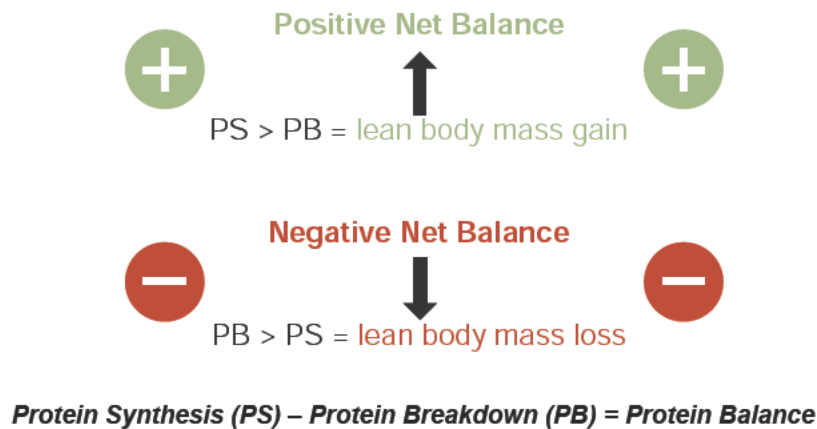 Positive Net Balance
PS > PB = lean body mass gain
Negative Net Balance
PB > PS = lean body mass loss
Protein Synthesis (PS) – Protein Breakdown (PB) = Protein Balance